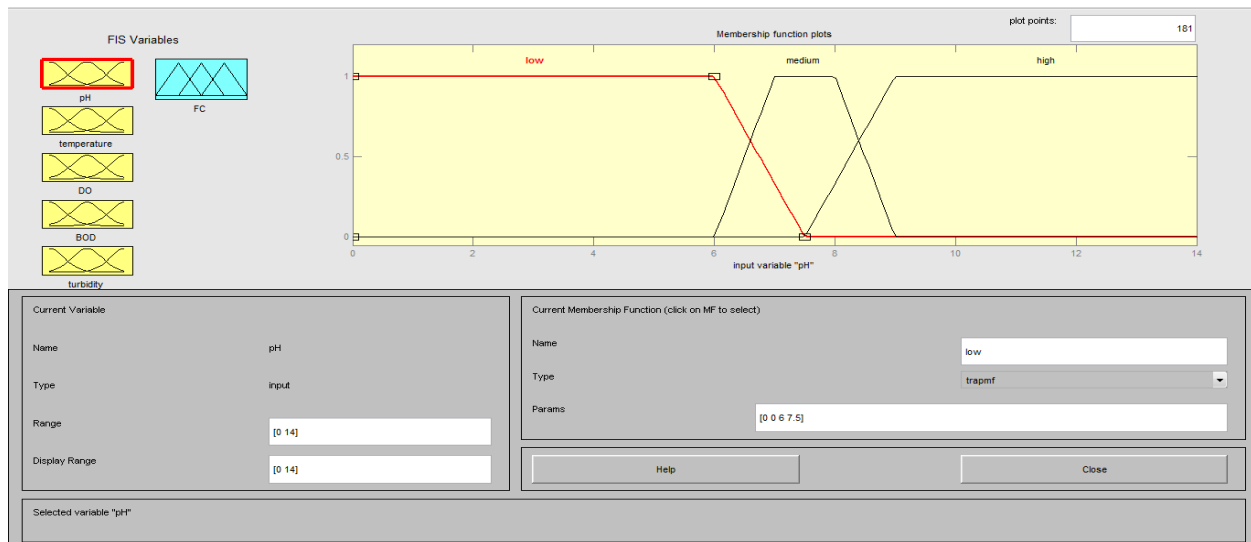 plot points:
181
FIS Variables
Membership function plots
pH
FC
temperature
DO
BOD
turbidity
low
medium
high
1
0.5
0
0
2
4
6
8
10
12
14
input variable "pH"
Current Variable
Name
pH
Type
input
Range
[0 14]
Display Range
[0 14]
Current Membership Function (click on MF to select)
Name
low
Type
trapmf
Params
[0 0 6 7.5]
Help
Close
Selected variable "pH"